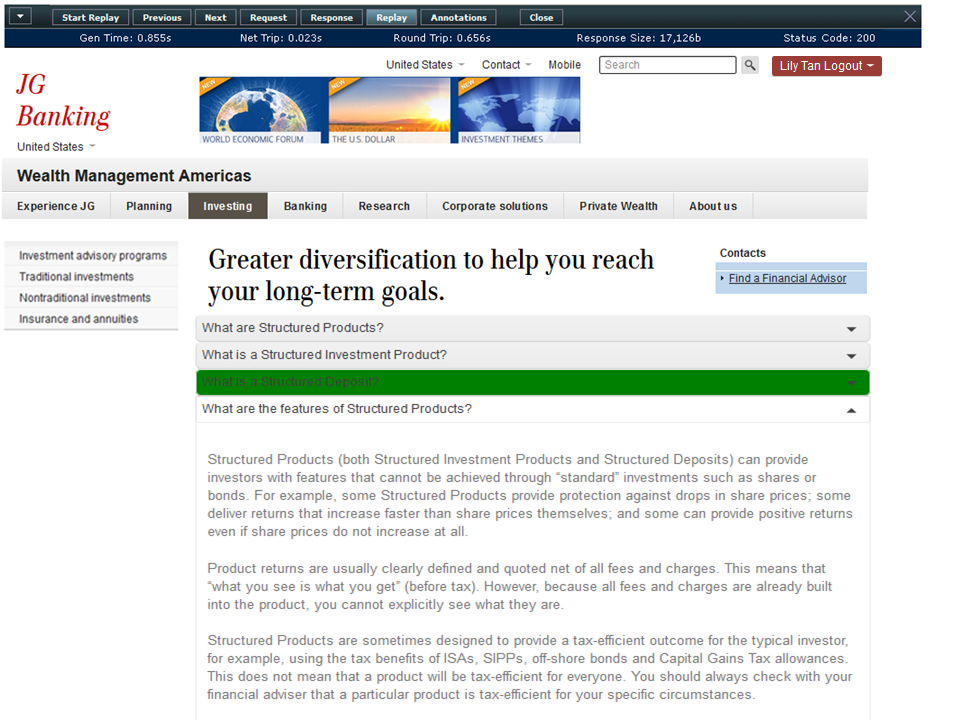 Start Replay Previous Next Request Response Replay Annotations Close
Gen Time: 0.855s Net Trip: 0.023s Round Trip: 0.656s Response Size: 17,126b Status Code: 200
United States Contact Mobile Search Lily Tan Logout
JG
Banking
NEW NEW NEW
WORLD ECONOMIC FORUM THE U.S. DOLLAR INVESTMENT THEMES
United States
Wealth Management Americas
Experience JG Planning Investing Banking Research Corporate solutions Private Wealth About us
Investment advisory programs
Traditional investments
Nontraditional investments
Insurance and annuities
Greater diversification to help you reach
your long-term goals.
Contacts
Find a Financial Advisor
What are Structured Products?
What is a Structured Investment Product?
What is a Structured Deposit?
What are the features of Structured Products?
Structured Products (both Structured Investment Products and Structured Deposits) can provide
investors with features that cannot be achieved through “standard” investments such as shares or
bonds. For example, some Structured Products provide protection against drops in share prices; some
deliver returns that increase faster than share prices themselves; and some can provide positive returns
even if share prices do not increase at all.
Product returns are usually clearly defined and quoted net of all fees and charges. This means that
“what you see is what you get” (before tax). However, because all fees and charges are already built
into the product, you cannot explicitly see what they are.
Structured Products are sometimes designed to provide a tax-efficient outcome for the typical investor,
for example, using the tax benefits of ISAs, SIPPs, off-shore bonds and Capital Gains Tax allowances.
This does not mean that a product will be tax-efficient for everyone. You should always check with your
financial adviser that a particular product is tax-efficient for your specific circumstances.